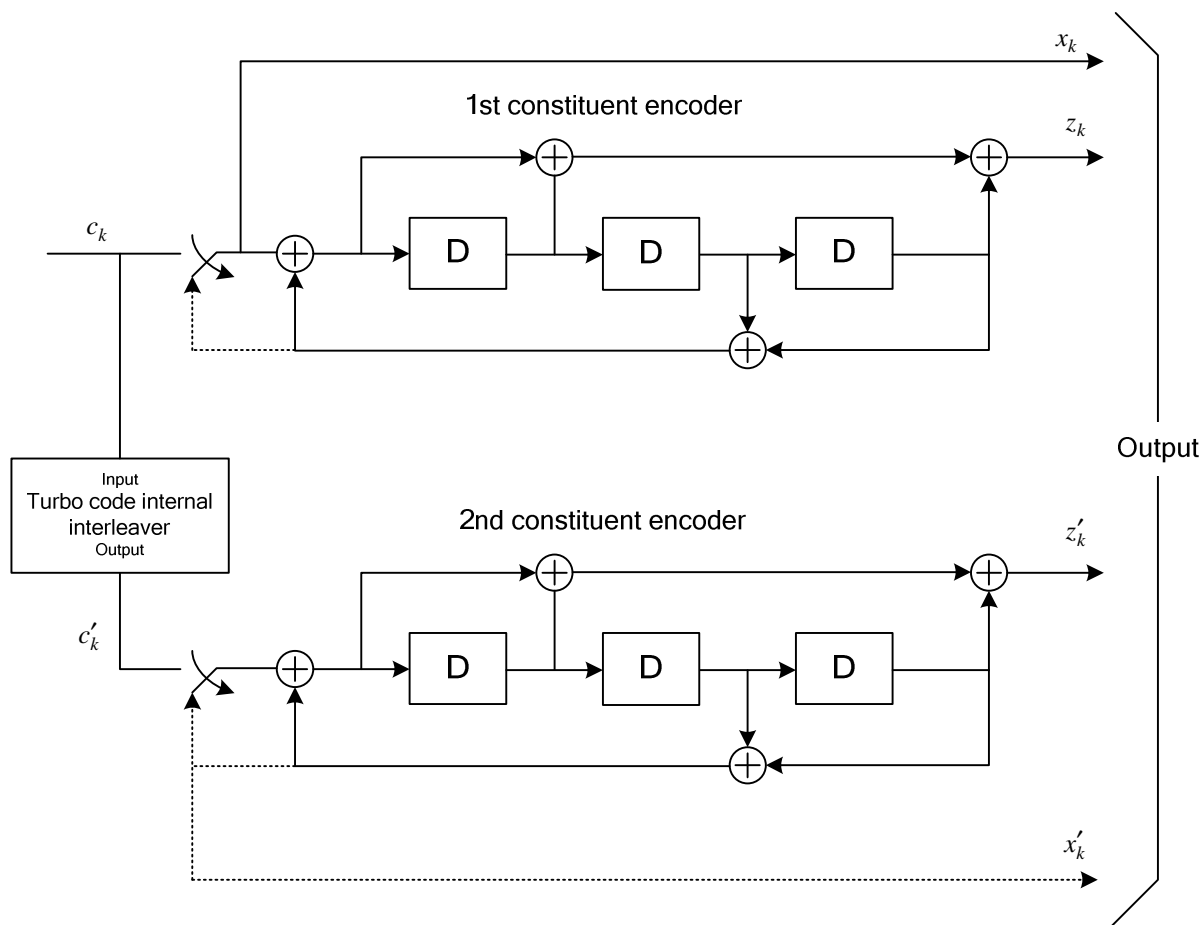 x_k
1st constituent encoder
z_k
c_k
D D D
Output
Input
Turbo code internal
interleaver
Output
2nd constituent encoder
z′_k
c′_k
D D D
x′_k